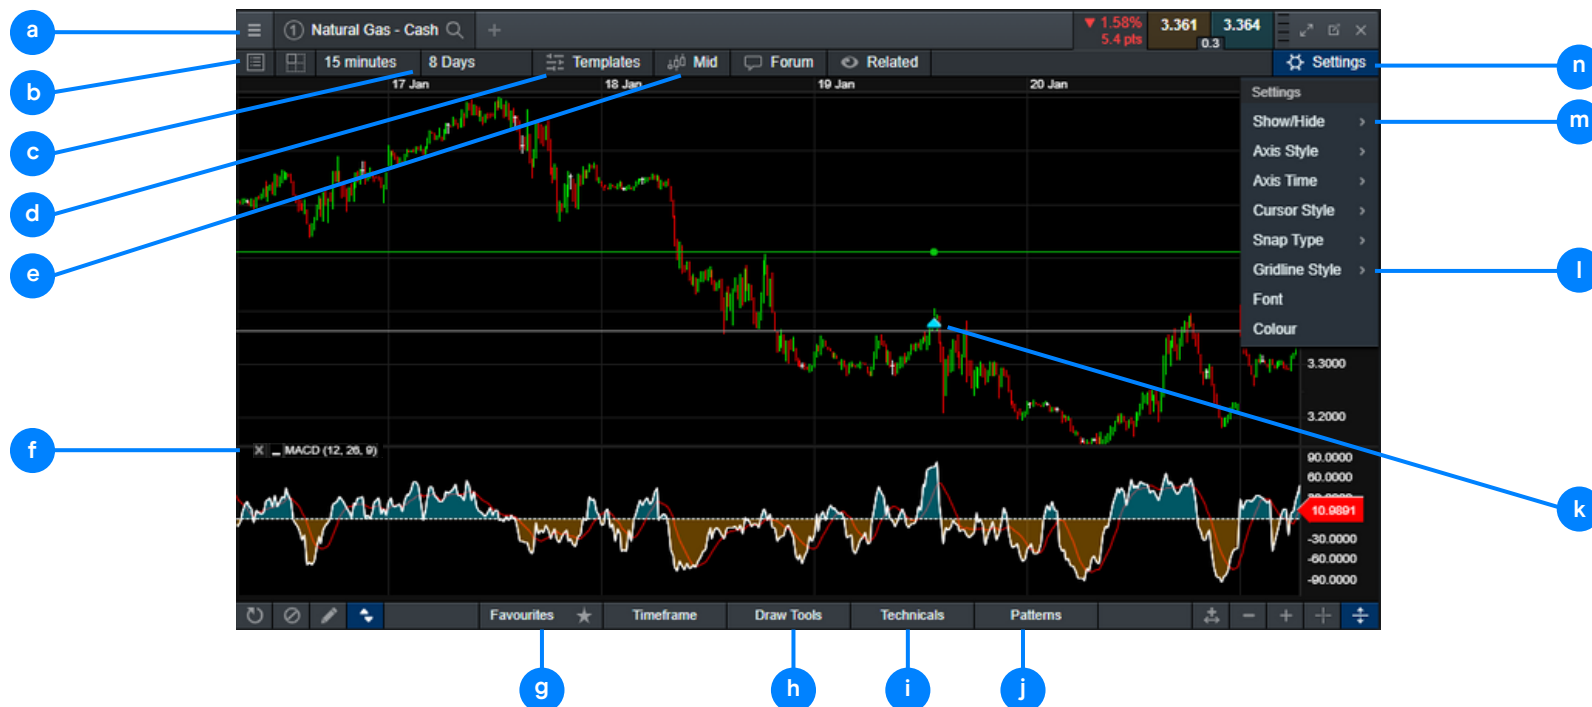 a
1 Natural Gas - Cash
1.58%
5.4 pts
3.361
3.364
0.3
b
15 minutes
8 Days
Templates
Mid
Forum
Related
Settings
n
17 Jan
18 Jan
19 Jan
20 Jan
Settings
Show/Hide
m
Axis Style
c
Axis Time
Cursor Style
d
Snap Type
Gridline Style
l
e
Font
Colour
3.3000
3.2000
f
X MACD (12, 26, 9)
90.0000
60.0000
10.9891
k
-30.0000
-60.0000
-90.0000
Favourites
Timeframe
Draw Tools
Technicals
Patterns
g
h
i
j